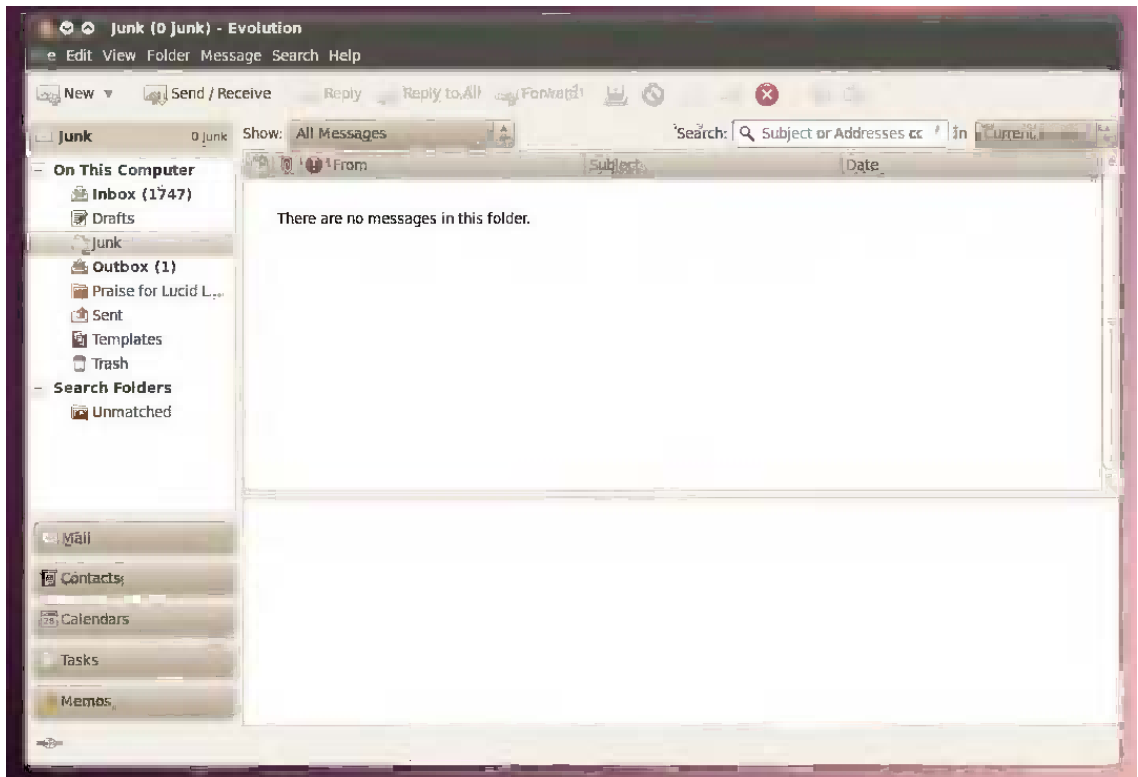 Junk (0 junk) - Evolution
e Edit View Folder Message Search Help
New Send / Receive Reply Reply to All Forward
Junk 0 junk Show: All Messages Search: Subject or Addresses cc in Current
From Subject Date
On This Computer
Inbox (1747)
Drafts
Junk
Outbox (1)
Praise for Lucid L...
Sent
Templates
Trash
Search Folders
Unmatched
There are no messages in this folder.
Mail
Contacts
Calendars
Tasks
Memos